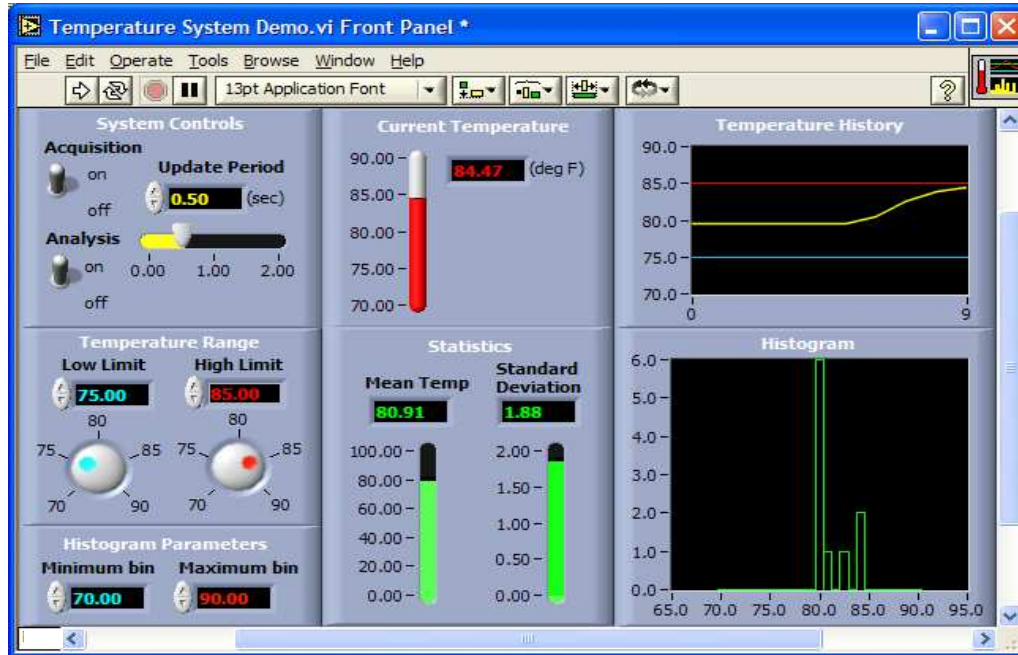 Temperature System Demo.vi Front Panel *
File Edit Operate Tools Browse Window Help
13pt Application Font
?
System Controls
Acquisition
on
off
Update Period
0.50 (sec)
Analysis
on
off
0.00 1.00 2.00
Current Temperature
90.00
85.00
80.00
75.00
70.00
84.47 (deg F)
Temperature History
90.0
85.0
80.0
75.0
70.0
0 9
Temperature Range
Low Limit High Limit
75.00 85.00
80 80
75 85 75 85
70 90 70 90
Statistics
Mean Temp
80.91
100.00
80.00
60.00
40.00
20.00
0.00
Standard
Deviation
1.88
2.00
1.50
1.00
0.50
0.00
Histogram
6.0
5.0
4.0
3.0
2.0
1.0
0.0
65.0 70.0 75.0 80.0 85.0 90.0 95.0
Histogram Parameters
Minimum bin Maximum bin
70.00 90.00